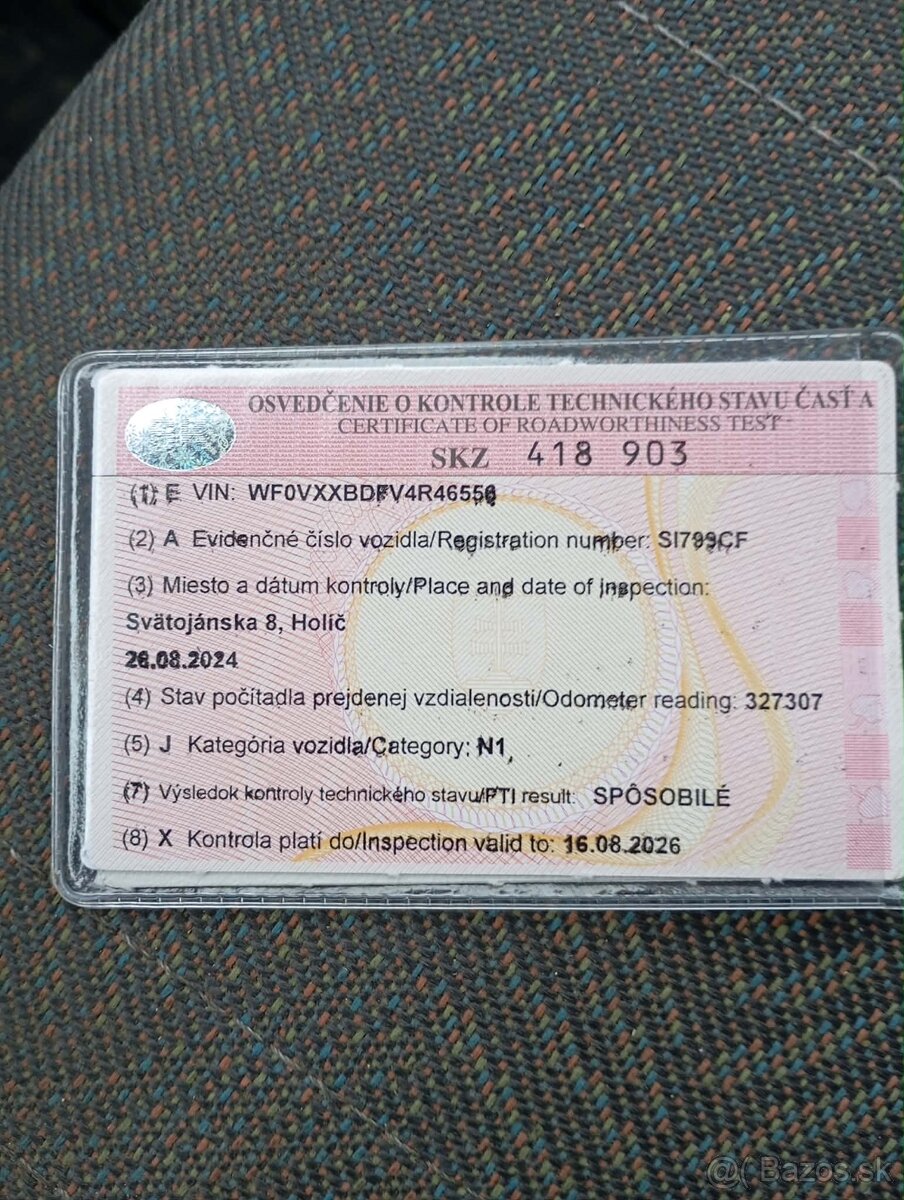 OSVEDČENIE O KONTROLE TECHNICKÉHO STAVU ČASŤ A
CERTIFICATE OF ROADWORTHINESS TEST
SKZ 418 903
(1) E VIN: WF0VXXBDFV4R46556
(2) A Evidenčné číslo vozidla/Registration number: SI799CF
(3) Miesto a dátum kontroly/Place and date of inspection:
Svätojánska 8, Holíč
26.08.2024
(4) Stav počítadla prejdenej vzdialenosti/Odometer reading: 327307
(5) J Kategória vozidla/Category: N1,
(7) Výsledok kontroly technického stavu/PTI result: SPÔSOBILÉ
(8) X Kontrola platí do/Inspection valid to: 16.08.2026
@( Bazos.sk